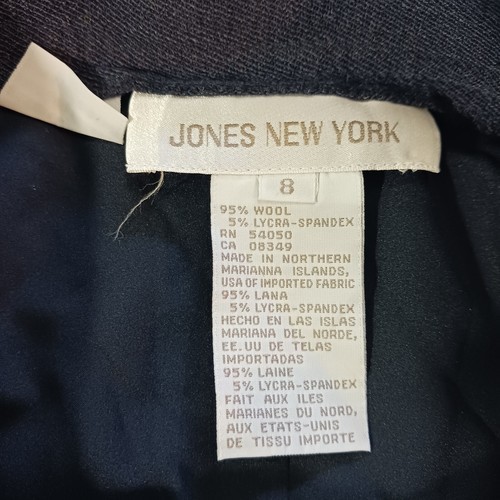 JONES NEW YORK
8
95% WOOL
5% LYCRA-SPANDEX
RN 54050
CA 08349
MADE IN NORTHERN
MARIANNA ISLANDS,
USA OF IMPORTED FABRIC
95% LANA
5% LYCRA-SPANDEX
HECHO EN LAS ISLAS
MARIANA DEL NORDE,
EE.UU DE TELAS
IMPORTADAS
95% LAINE
5% LYCRA-SPANDEX
FAIT AUX ILES
MARIANES DU NORD,
AUX ETATS-UNIS
DE TISSU IMPORTE